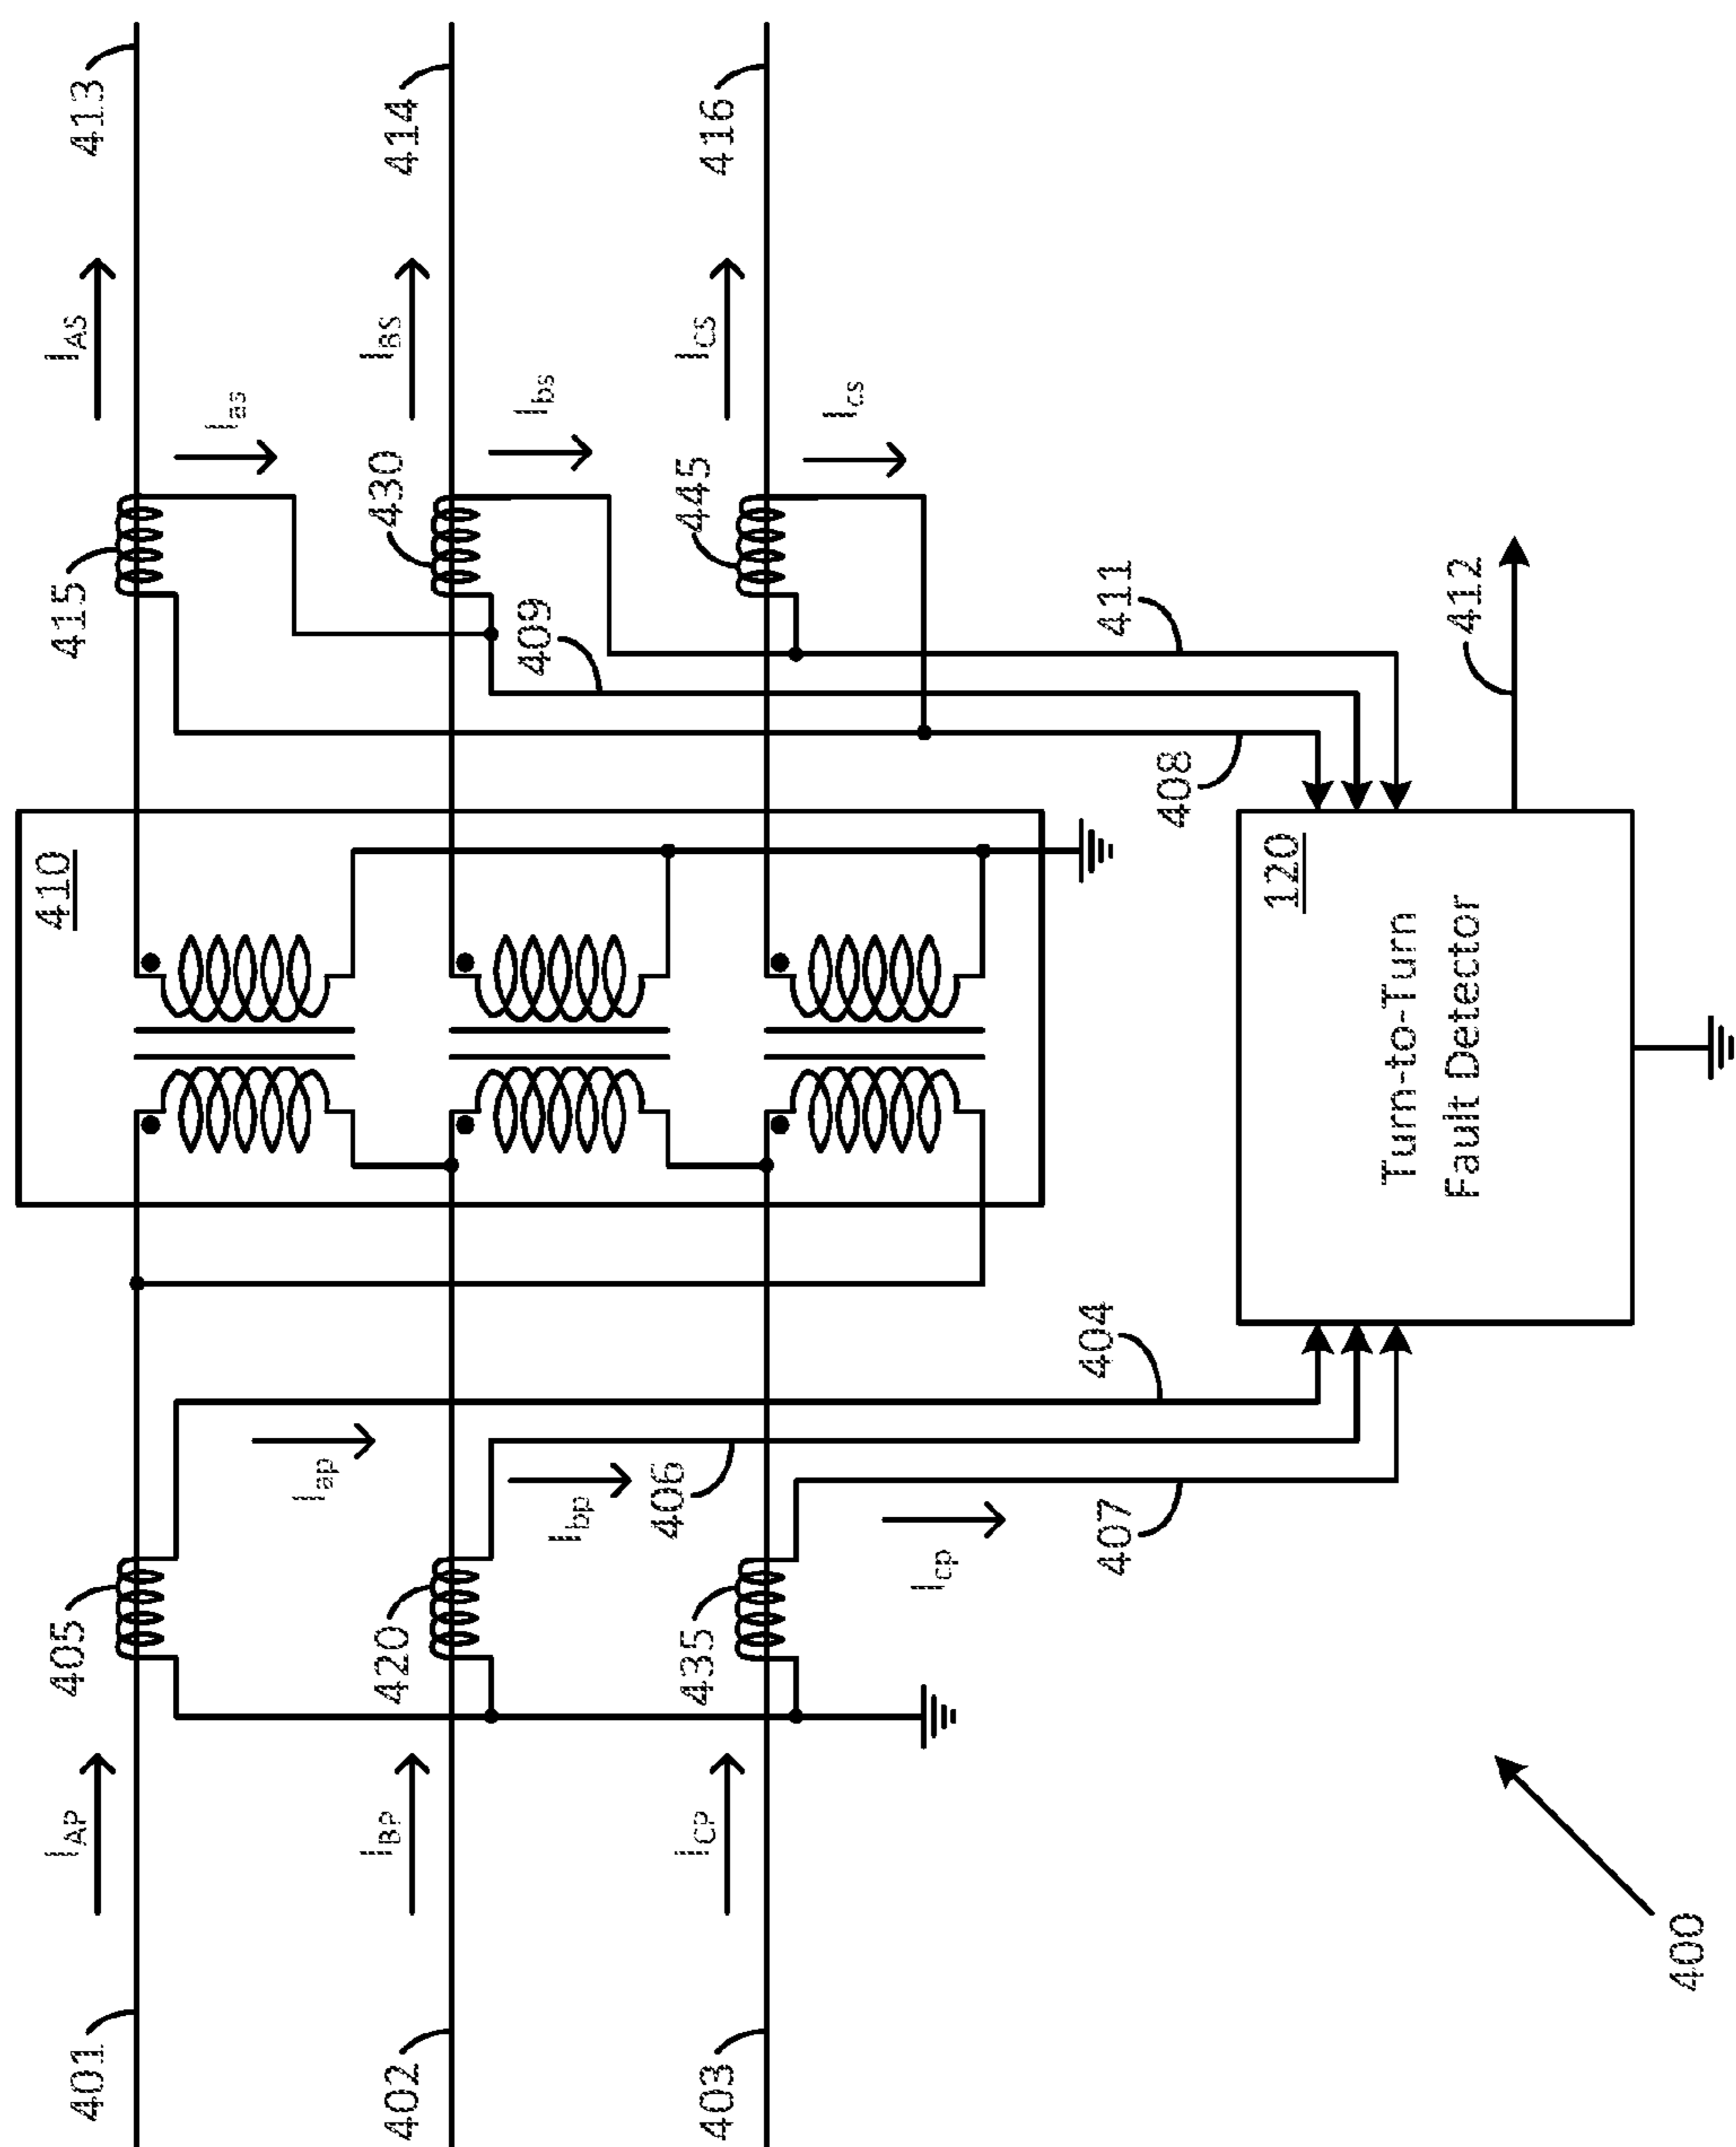 413
414
416
I_AS
I_BS
I_CS
I_as
I_bs
I_cs
415
430
445
409
411
412
408
410
120
Turn-to-Turn
Fault Detector
404
406
407
I_ap
I_bp
I_cp
405
420
435
I_AP
I_BP
I_CP
401
402
403
400